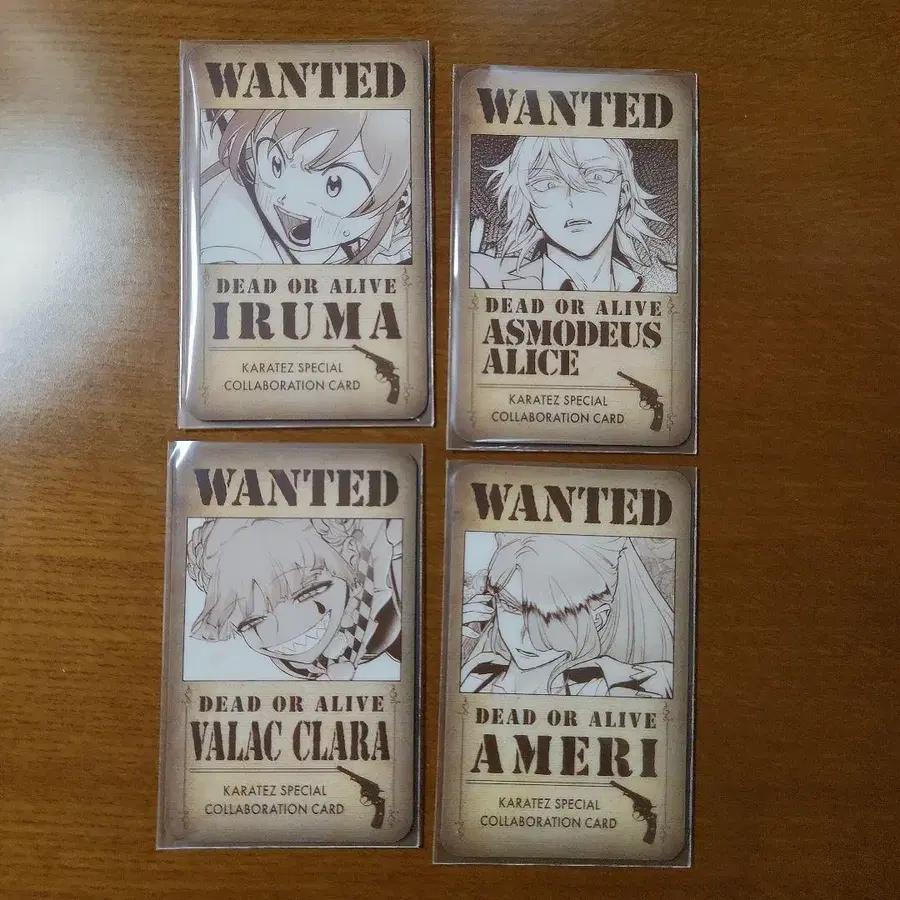 WANTED
DEAD OR ALIVE
IRUMA
KARATEZ SPECIAL
COLLABORATION CARD
WANTED
DEAD OR ALIVE
ASMODEUS
ALICE
KARATEZ SPECIAL
COLLABORATION CARD
WANTED
DEAD OR ALIVE
VALAC CLARA
KARATEZ SPECIAL
COLLABORATION CARD
WANTED
DEAD OR ALIVE
AMERI
KARATEZ SPECIAL
COLLABORATION CARD